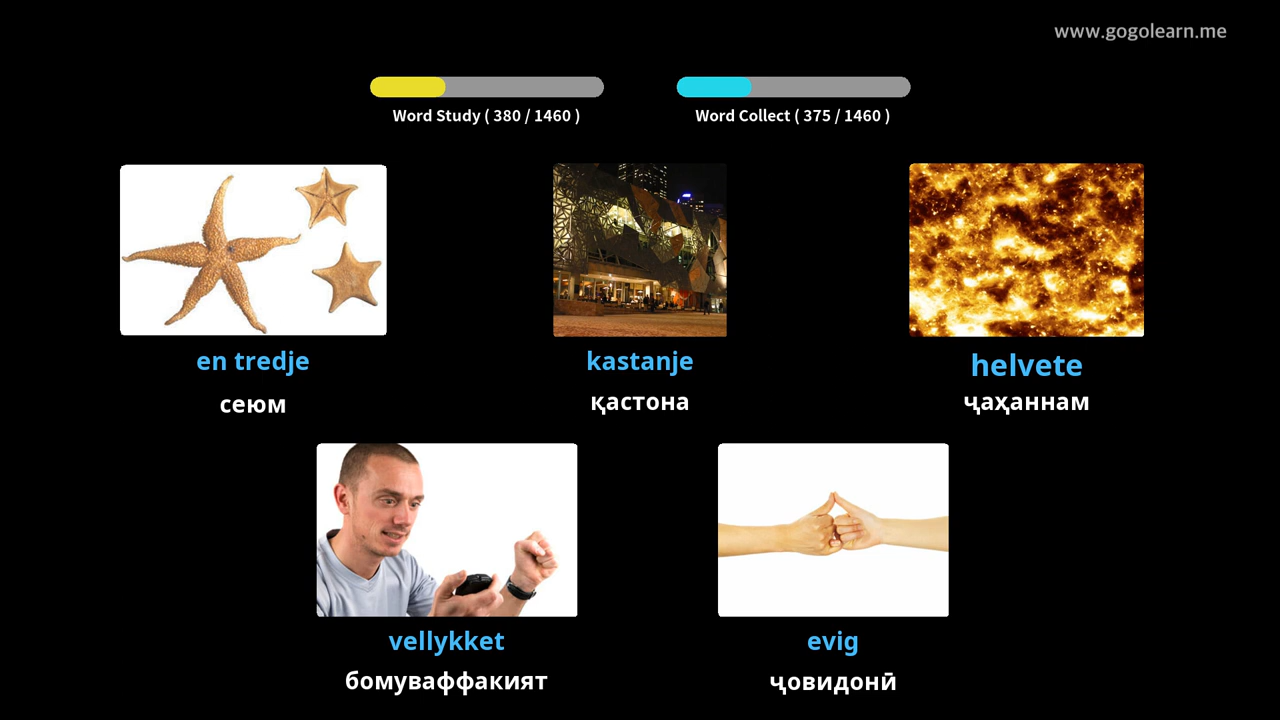 www.gogolearn.me
Word Study ( 380 / 1460 )
Word Collect ( 375 / 1460 )
en tredje
сеюм
kastanje
қастона
helvete
ҷаҳаннам
vellykket
бомуваффакият
evig
ҷовидонӣ